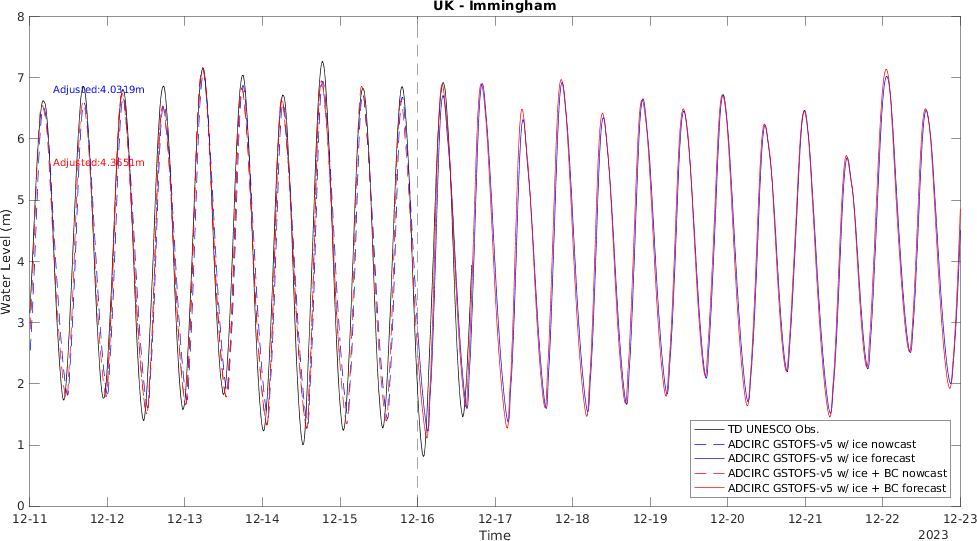 UK - Immingham
8
7
6
5
4
3
2
1
0
Water Level (m)
Adjusted:4.0319m
Adjusted:4.3651m
TD UNESCO Obs.
ADCIRC GSTOFS-v5 w/ ice nowcast
ADCIRC GSTOFS-v5 w/ ice forecast
ADCIRC GSTOFS-v5 w/ ice + BC nowcast
ADCIRC GSTOFS-v5 w/ ice + BC forecast
12-11 12-12 12-13 12-14 12-15 12-16 12-17 12-18 12-19 12-20 12-21 12-22 12-23
Time
2023